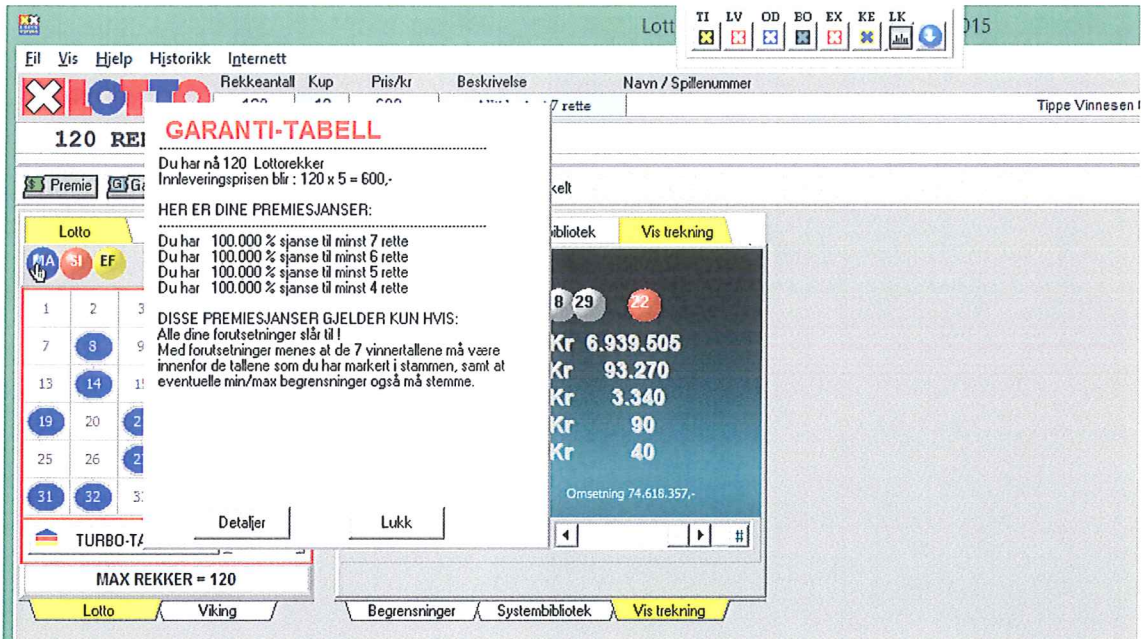 Lott
TI LV OD BO EX KE LK
015
Fil Vis Hjelp Historikk Internett
Rekkeantall Kup Pris/kr Beskrivelse Navn / Spillenummer
LOTTO
7 rette
Tippe Vinnesen
120 REI
GARANTI-TABELL
Du har nå 120 Lottorekker
Innleveringsprisen blir : 120 x 5 = 600,-
$ Premie G Ga
kelt
HER ER DINE PREMIESJANSER:
Du har 100.000 % sjanse til minst 7 rette
Du har 100.000 % sjanse til minst 6 rette
Du har 100.000 % sjanse til minst 5 rette
Du har 100.000 % sjanse til minst 4 rette
DISSE PREMIESJANSER GJELDER KUN HVIS:
Alle dine forutsetninger slår til !
Med forutsetninger menes at de 7 vinnertallene må være
innenfor de tallene som du har markert i stammen, samt at
eventuelle min/max begrensninger også må stemme.
Detaljer Lukk
Lotto
MA SI EF
1 2 3
7 8 9
13 14
19 20 2
25 26 2
31 32 3
TURBO-TA
MAX REKKER = 120
Lotto Viking
ibliotek Vis trekning
8 29 22
Kr 6.939.505
Kr 93.270
Kr 3.340
Kr 90
Kr 40
Omsetning 74.618.357,-
#
Begrensninger Systembibliotek Vis trekning